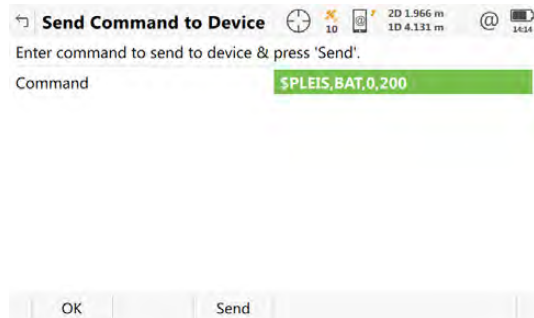 Send Command to Device
10
@
2D 1.966 m
1D 4.131 m
@
14:14
Enter command to send to device & press 'Send'.
Command
$PLEIS,BAT,0,200
OK
Send